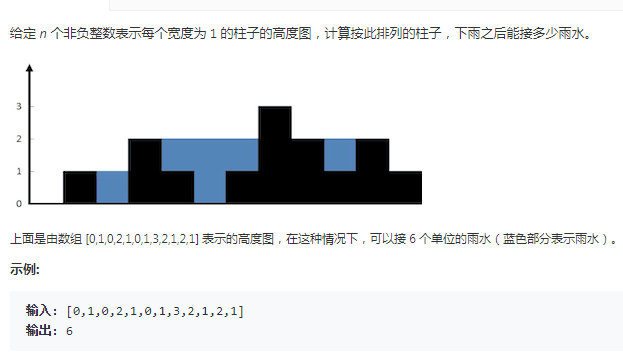 给定 n 个非负整数表示每个宽度为 1 的柱子的高度图，计算按此排列的柱子，下雨之后能接多少雨水。
3
2
1
0
上面是由数组 [0,1,0,2,1,0,1,3,2,1,2,1] 表示的高度图，在这种情况下，可以接 6 个单位的雨水（蓝色部分表示雨水）。
示例:
输入: [0,1,0,2,1,0,1,3,2,1,2,1]
输出: 6